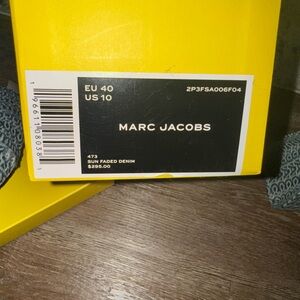 EU 40
US 10
2P3FSA006F04
MARC JACOBS
473
SUN FADED DENIM
$295.00